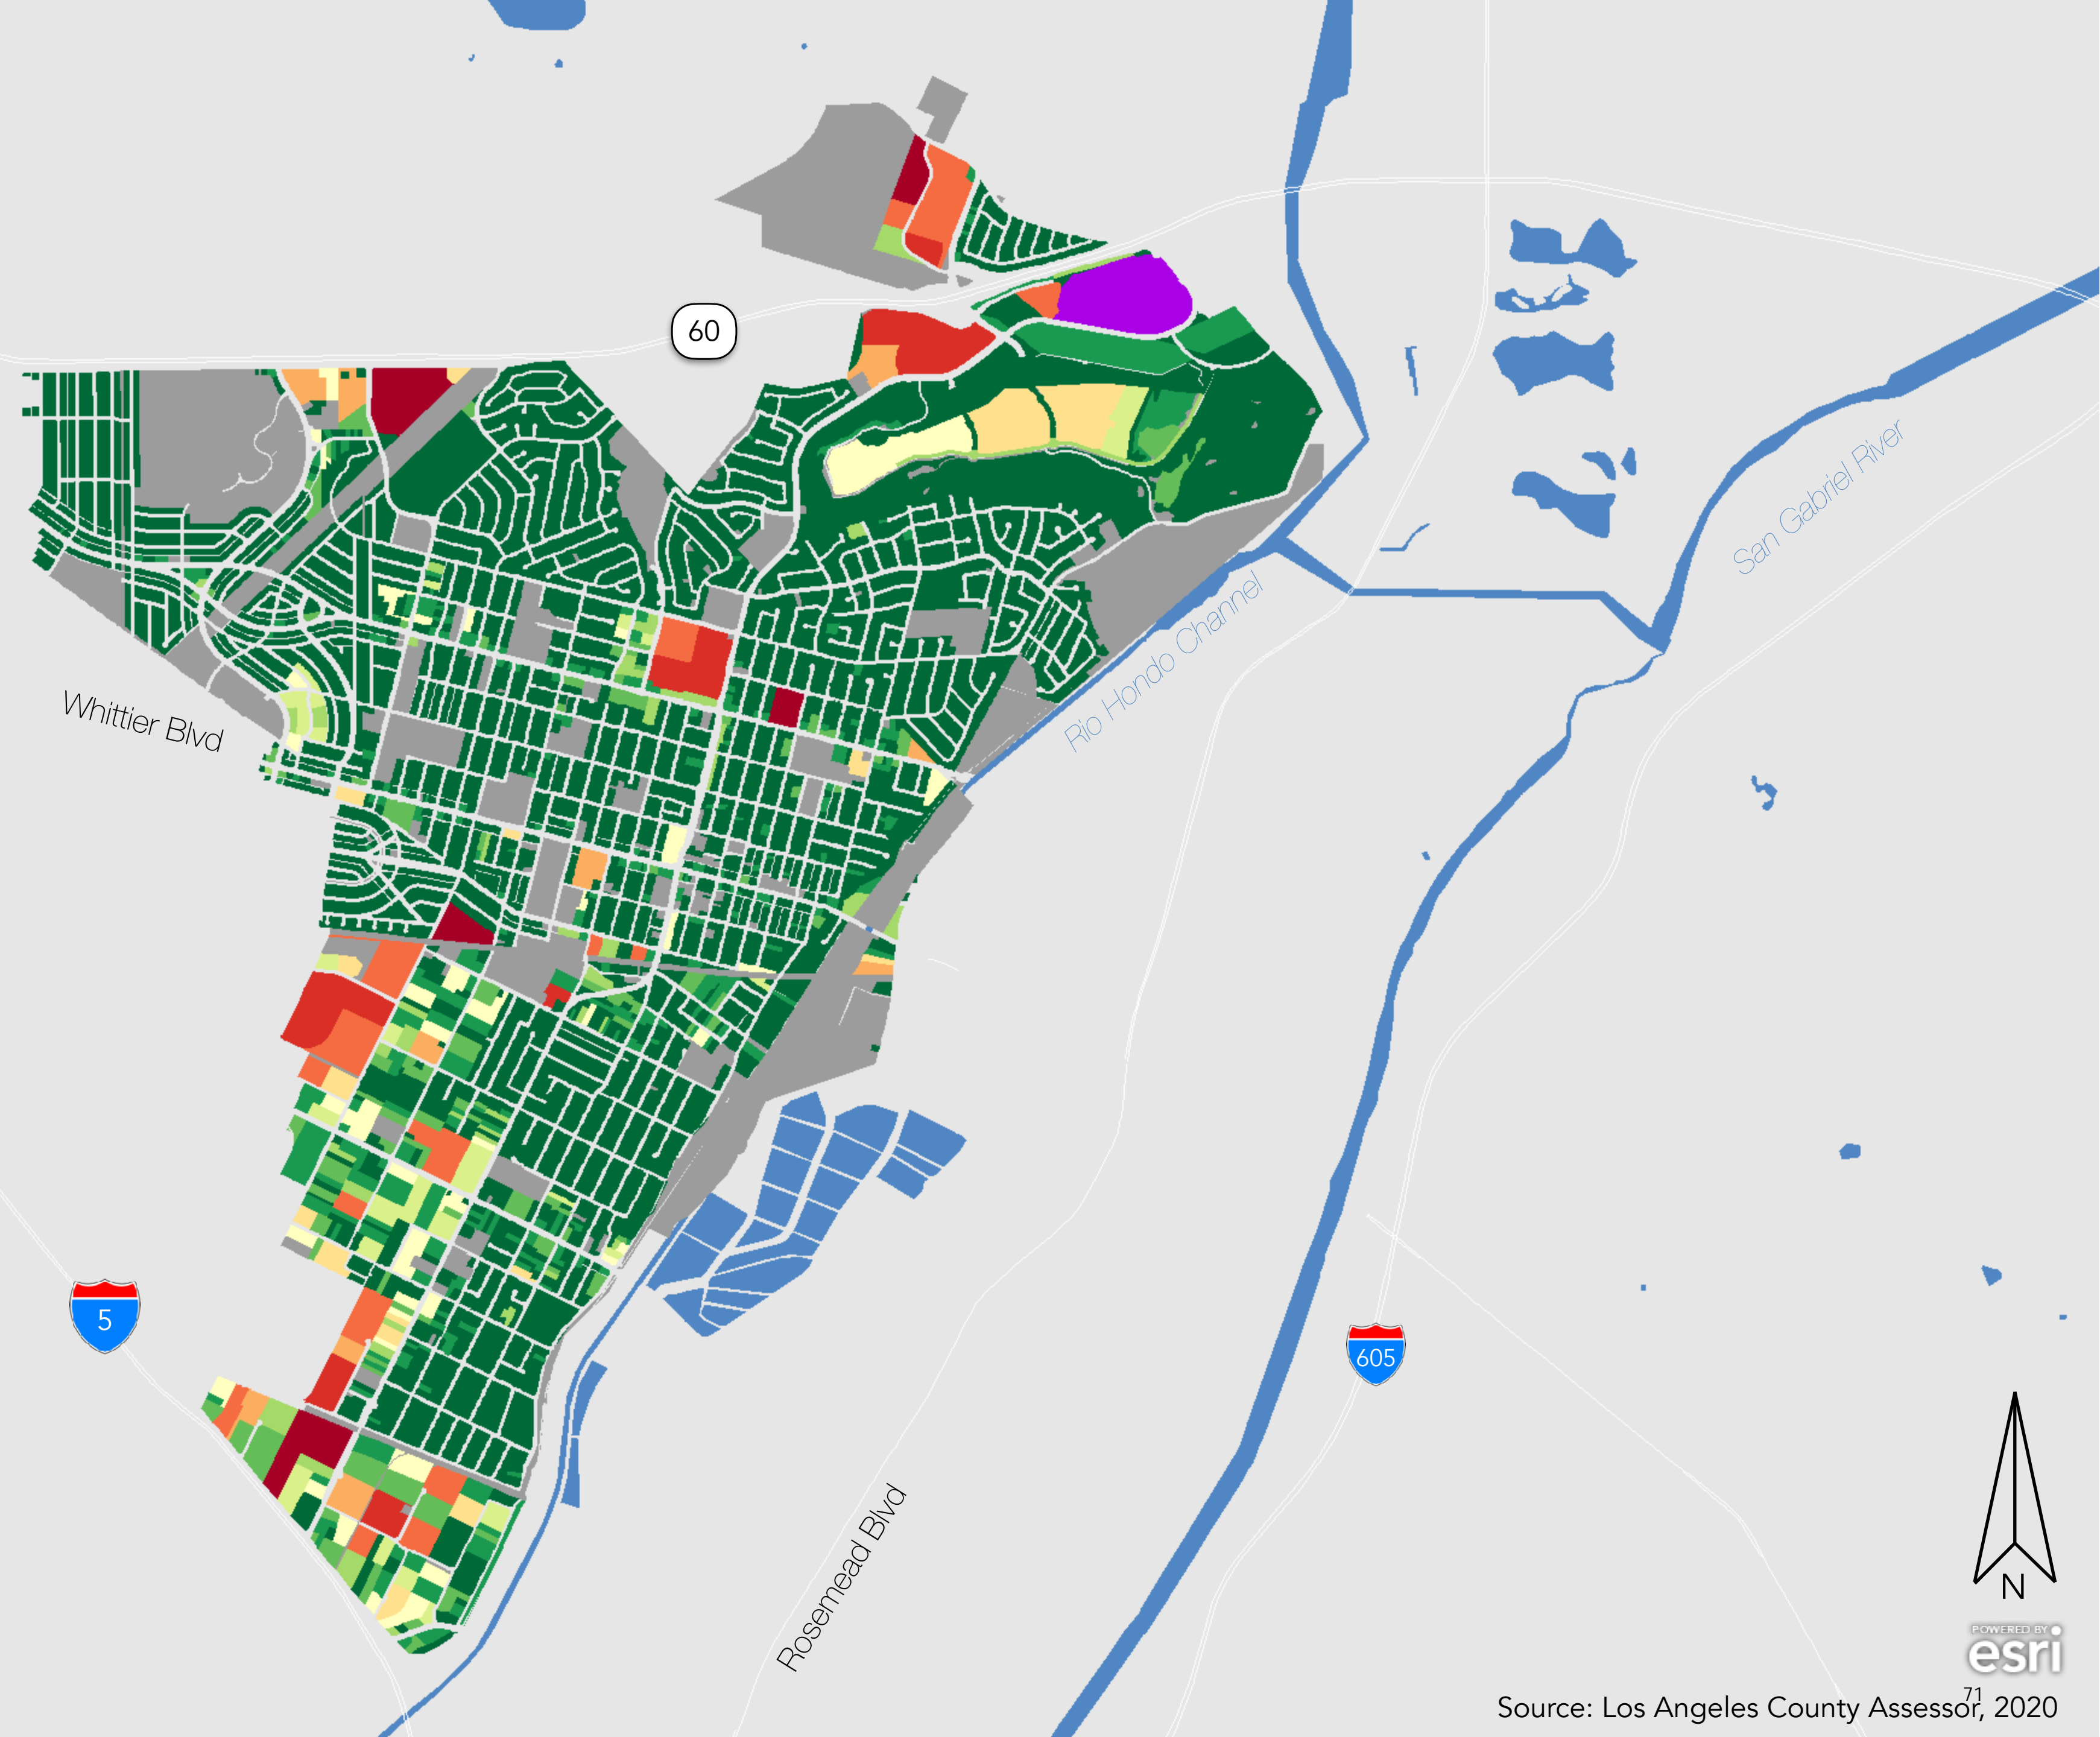 60
San Gabriel River
Rio Hondo Channel
Whittier Blvd
5
605
Rosemead Blvd
N
POWERED BY
esri
71
Source: Los Angeles County Assessor, 2020